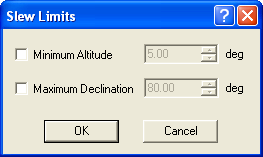 Slew Limits
Minimum Altitude 5.00 deg
Maximum Declination 80.00 deg
OK Cancel